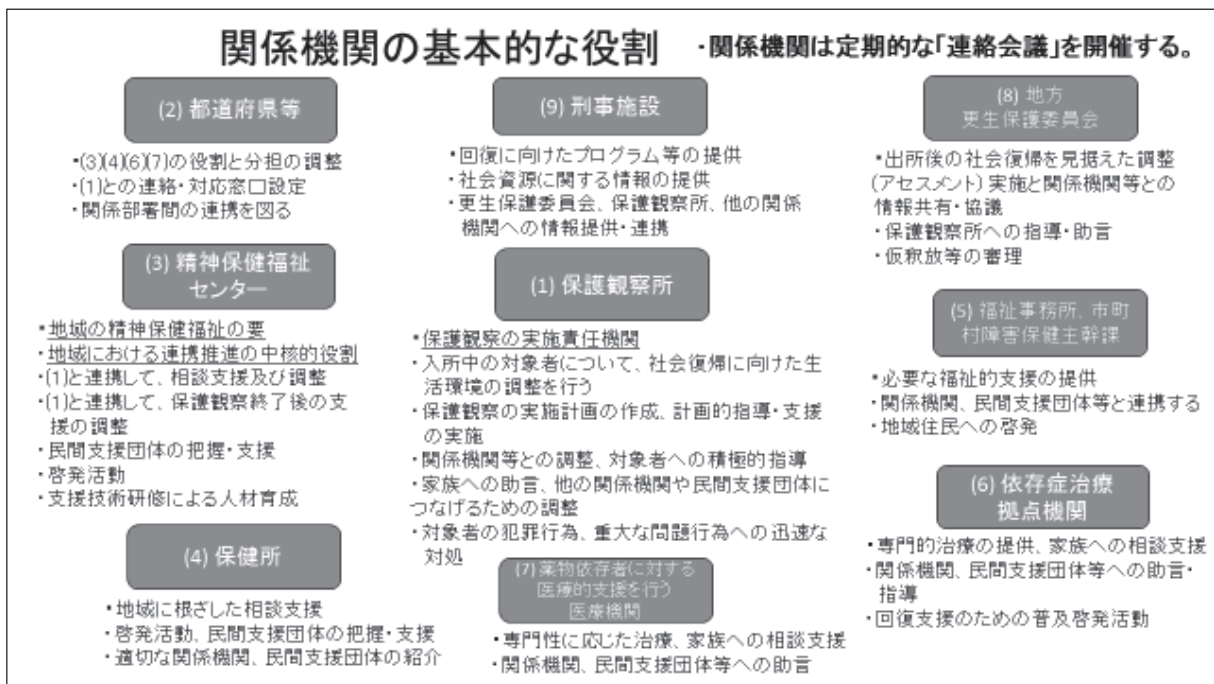 関係機関の基本的な役割
・関係機関は定期的な「連絡会議」を開催する。
(2) 都道府県等
・(3)(4)(6)(7)の役割と分担の調整
・(1)との連絡・対応窓口設定
・関係部署間の連携を図る
(3) 精神保健福祉
センター
・地域の精神保健福祉の要
・地域における連携推進の中核的役割
・(1)と連携して、相談支援及び調整
・(1)と連携して、保護観察終了後の支
援の調整
・民間支援団体の把握・支援
・啓発活動
・支援技術研修による人材育成
(4) 保健所
・地域に根ざした相談支援
・啓発活動、民間支援団体の把握・支援
・適切な関係機関、民間支援団体の紹介
(9) 刑事施設
・回復に向けたプログラム等の提供
・社会資源に関する情報の提供
・更生保護委員会、保護観察所、他の関係
機関への情報提供・連携
(1) 保護観察所
・保護観察の実施責任機関
・入所中の対象者について、社会復帰に向けた生
活環境の調整を行う
・保護観察の実施計画の作成、計画的指導・支援
の実施
・関係機関等との調整、対象者への積極的指導
・家族への助言、他の関係機関や民間支援団体に
つなげるための調整
・対象者の犯罪行為、重大な問題行為への迅速な
対処
(7) 薬物依存者に対する
医療的支援を行う
医療機関
・専門性に応じた治療、家族への相談支援
・関係機関、民間支援団体等への助言
(8) 地方
更生保護委員会
・出所後の社会復帰を見据えた調整
(アセスメント) 実施と関係機関等との
情報共有・協議
・保護観察所への指導・助言
・仮釈放等の審理
(5) 福祉事務所、市町
村障害保健主幹課
・必要な福祉的支援の提供
・関係機関、民間支援団体等と連携する
・地域住民への啓発
(6) 依存症治療
拠点機関
・専門的治療の提供、家族への相談支援
・関係機関、民間支援団体等への助言・
指導
・回復支援のための普及啓発活動